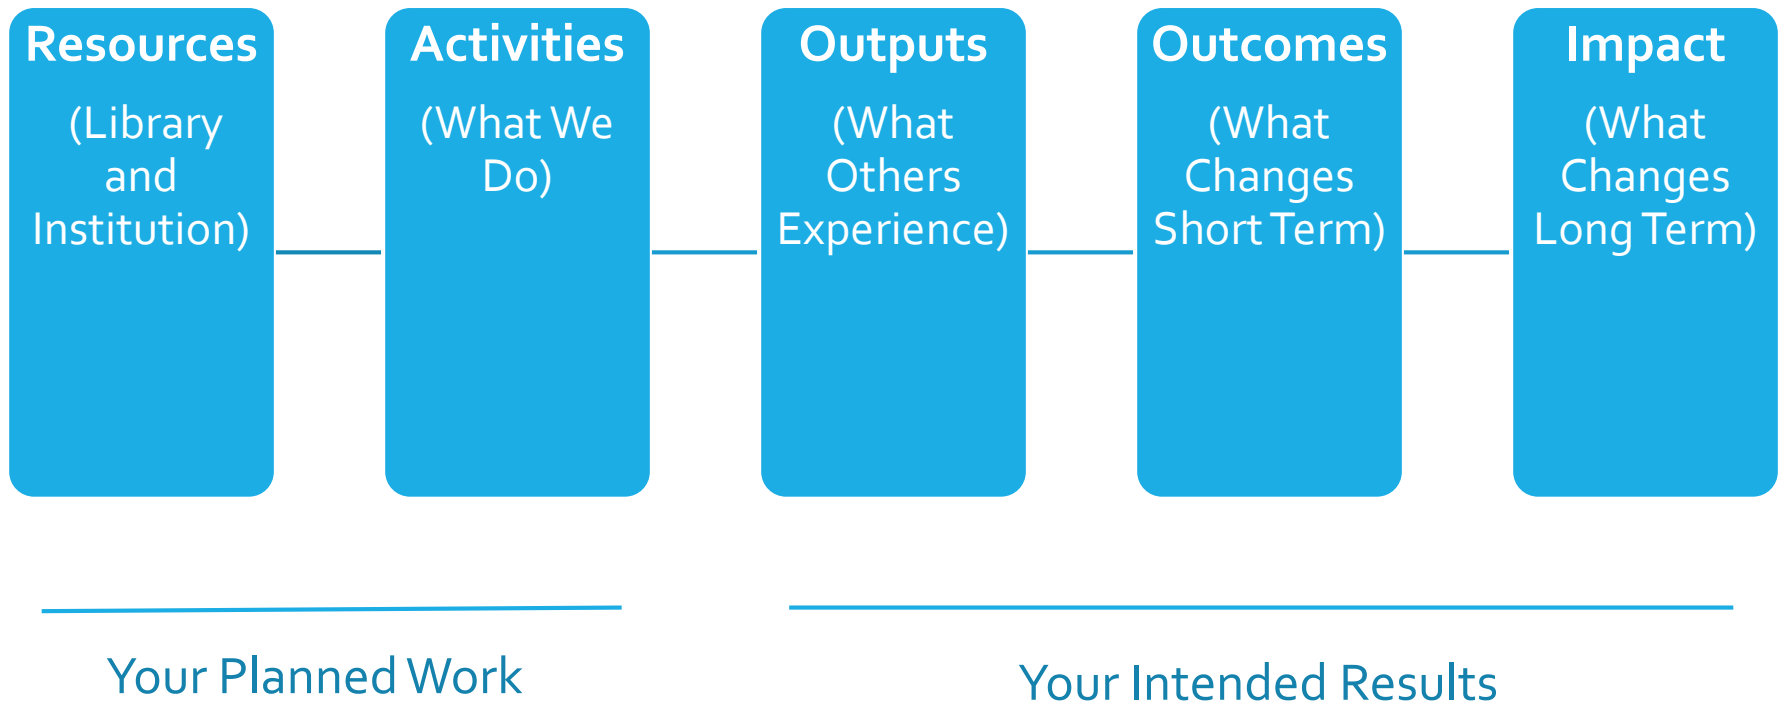 Resources
(Library
and
Institution)
Activities
(What We
Do)
Outputs
(What
Others
Experience)
Outcomes
(What
Changes
Short Term)
Impact
(What
Changes
Long Term)
Your Planned Work
Your Intended Results